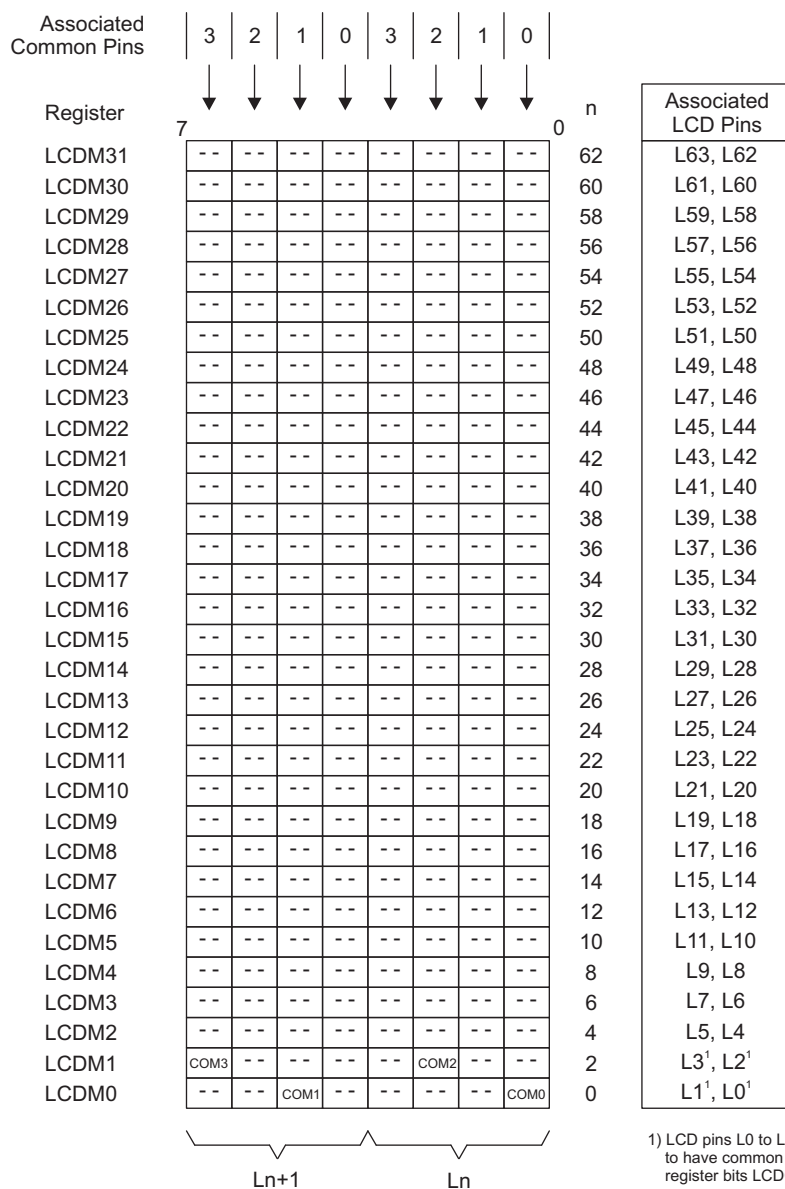 Associated Common Pins 3 2 1 0 3 2 1 0
Register 7 0 n Associated LCD Pins
LCDM31 -- -- -- -- -- -- -- -- 62 L63, L62
LCDM30 -- -- -- -- -- -- -- -- 60 L61, L60
LCDM29 -- -- -- -- -- -- -- -- 58 L59, L58
LCDM28 -- -- -- -- -- -- -- -- 56 L57, L56
LCDM27 -- -- -- -- -- -- -- -- 54 L55, L54
LCDM26 -- -- -- -- -- -- -- -- 52 L53, L52
LCDM25 -- -- -- -- -- -- -- -- 50 L51, L50
LCDM24 -- -- -- -- -- -- -- -- 48 L49, L48
LCDM23 -- -- -- -- -- -- -- -- 46 L47, L46
LCDM22 -- -- -- -- -- -- -- -- 44 L45, L44
LCDM21 -- -- -- -- -- -- -- -- 42 L43, L42
LCDM20 -- -- -- -- -- -- -- -- 40 L41, L40
LCDM19 -- -- -- -- -- -- -- -- 38 L39, L38
LCDM18 -- -- -- -- -- -- -- -- 36 L37, L36
LCDM17 -- -- -- -- -- -- -- -- 34 L35, L34
LCDM16 -- -- -- -- -- -- -- -- 32 L33, L32
LCDM15 -- -- -- -- -- -- -- -- 30 L31, L30
LCDM14 -- -- -- -- -- -- -- -- 28 L29, L28
LCDM13 -- -- -- -- -- -- -- -- 26 L27, L26
LCDM12 -- -- -- -- -- -- -- -- 24 L25, L24
LCDM11 -- -- -- -- -- -- -- -- 22 L23, L22
LCDM10 -- -- -- -- -- -- -- -- 20 L21, L20
LCDM9 -- -- -- -- -- -- -- -- 18 L19, L18
LCDM8 -- -- -- -- -- -- -- -- 16 L17, L16
LCDM7 -- -- -- -- -- -- -- -- 14 L15, L14
LCDM6 -- -- -- -- -- -- -- -- 12 L13, L12
LCDM5 -- -- -- -- -- -- -- -- 10 L11, L10
LCDM4 -- -- -- -- -- -- -- -- 8 L9, L8
LCDM3 -- -- -- -- -- -- -- -- 6 L7, L6
LCDM2 -- -- -- -- -- -- -- -- 4 L5, L4
LCDM1 COM3 -- -- -- -- COM2 -- -- 2 L3¹, L2¹
LCDM0 -- -- COM1 -- -- -- -- COM0 0 L1¹, L0¹
Ln+1 Ln
1) LCD pins L0 to L
to have common
register bits LCD